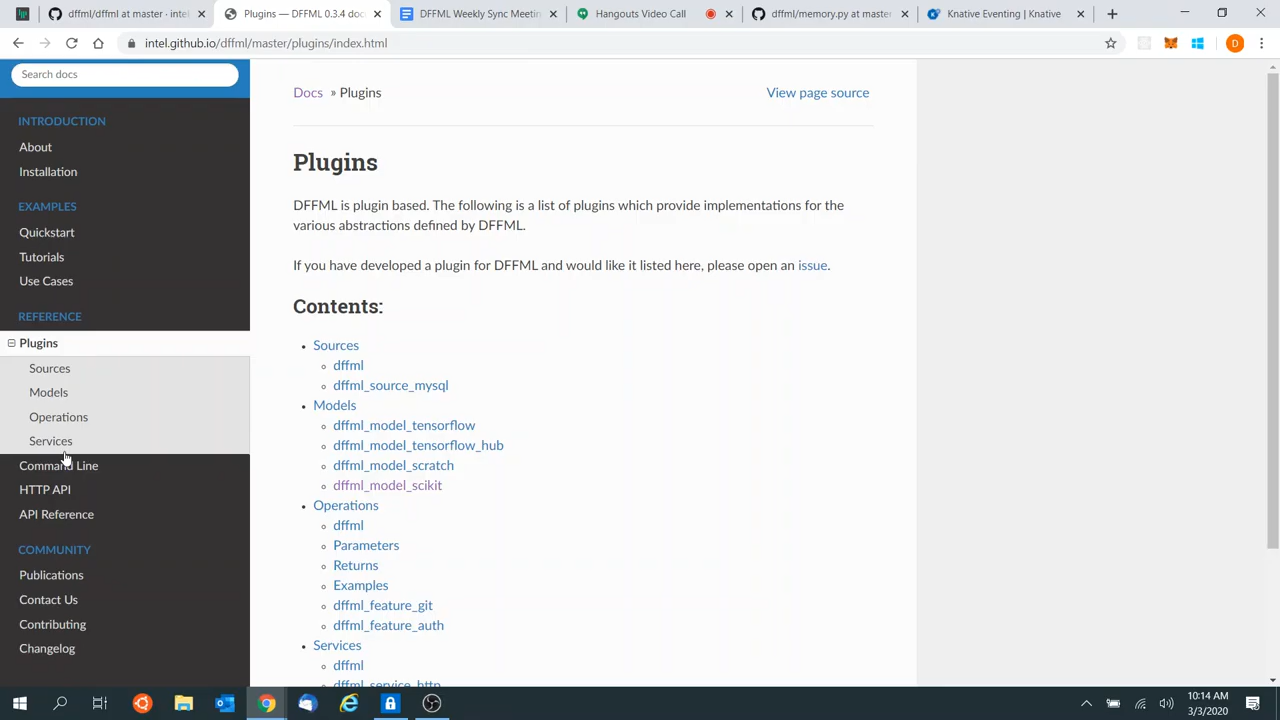 dffml/dffml at master · intel
Plugins — DFFML 0.3.4 doc
DFFML Weekly Sync Meetin
Hangouts Video Call
dffml/memory.py at master
Knative Eventing | Knative
intel.github.io/dffml/master/plugins/index.html
D
Search docs
INTRODUCTION
About
Installation
EXAMPLES
Quickstart
Tutorials
Use Cases
REFERENCE
Plugins
Sources
Models
Operations
Services
Command Line
HTTP API
API Reference
COMMUNITY
Publications
Contact Us
Contributing
Changelog
Docs » Plugins
View page source
Plugins
DFFML is plugin based. The following is a list of plugins which provide implementations for the
various abstractions defined by DFFML.
If you have developed a plugin for DFFML and would like it listed here, please open an issue.
Contents:
Sources
dffml
dffml_source_mysql
Models
dffml_model_tensorflow
dffml_model_tensorflow_hub
dffml_model_scratch
dffml_model_scikit
Operations
dffml
Parameters
Returns
Examples
dffml_feature_git
dffml_feature_auth
Services
dffml
dffml_service_http
10:14 AM
3/3/2020